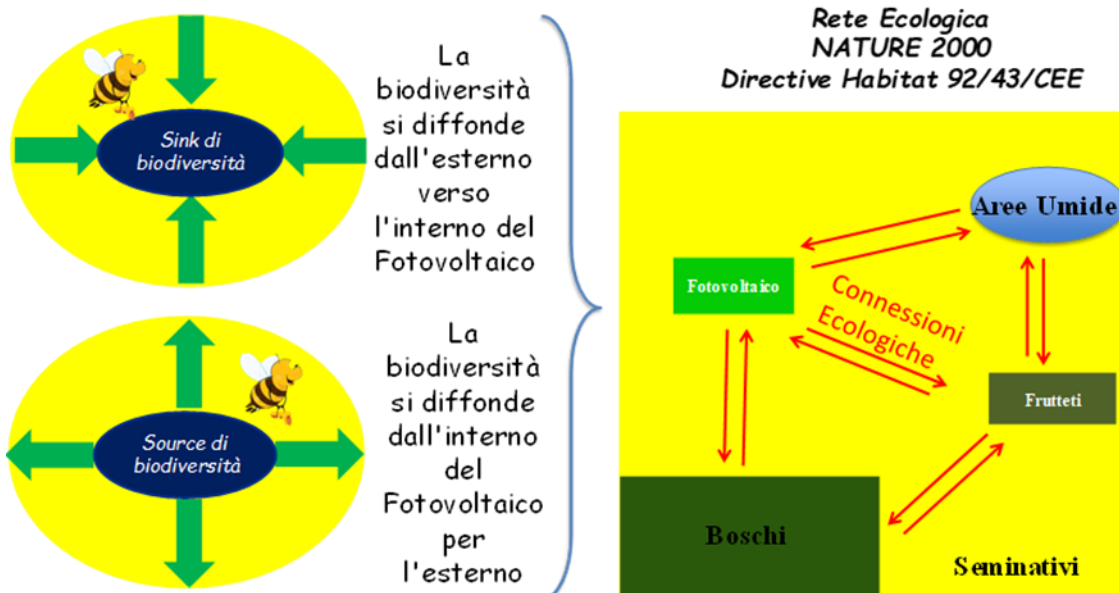 Sink di
biodiversità
La
biodiversità
si diffonde
dall'esterno
verso
l'interno del
Fotovoltaico
Source di
biodiversità
La
biodiversità
si diffonde
dall'interno
del
Fotovoltaico
per
l'esterno
Rete Ecologica
NATURE 2000
Directive Habitat 92/43/CEE
Aree Umide
Fotovoltaico
Connessioni
Ecologiche
Frutteti
Boschi
Seminativi